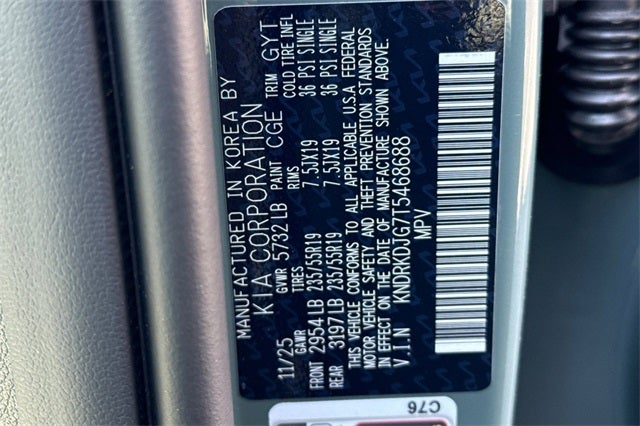 MANUFACTURED IN KOREA BY
KIA CORPORATION
11/25 GVWR 5732 LB PAINT CGE TRIM GYT
GAWR TIRES RIMS COLD TIRE INFL
FRONT 2954 LB 235/55R19 7.5JX19 36 PSI SINGLE
REAR 3197 LB 235/55R19 7.5JX19 36 PSI SINGLE
THIS VEHICLE CONFORMS TO ALL APPLICABLE U.S.A FEDERAL
MOTOR VEHICLE SAFETY AND THEFT PREVENTION STANDARDS
IN EFFECT ON THE DATE OF MANUFACTURE SHOWN ABOVE.
V.I.N KNDRKDJG7T5468688
MPV
C76